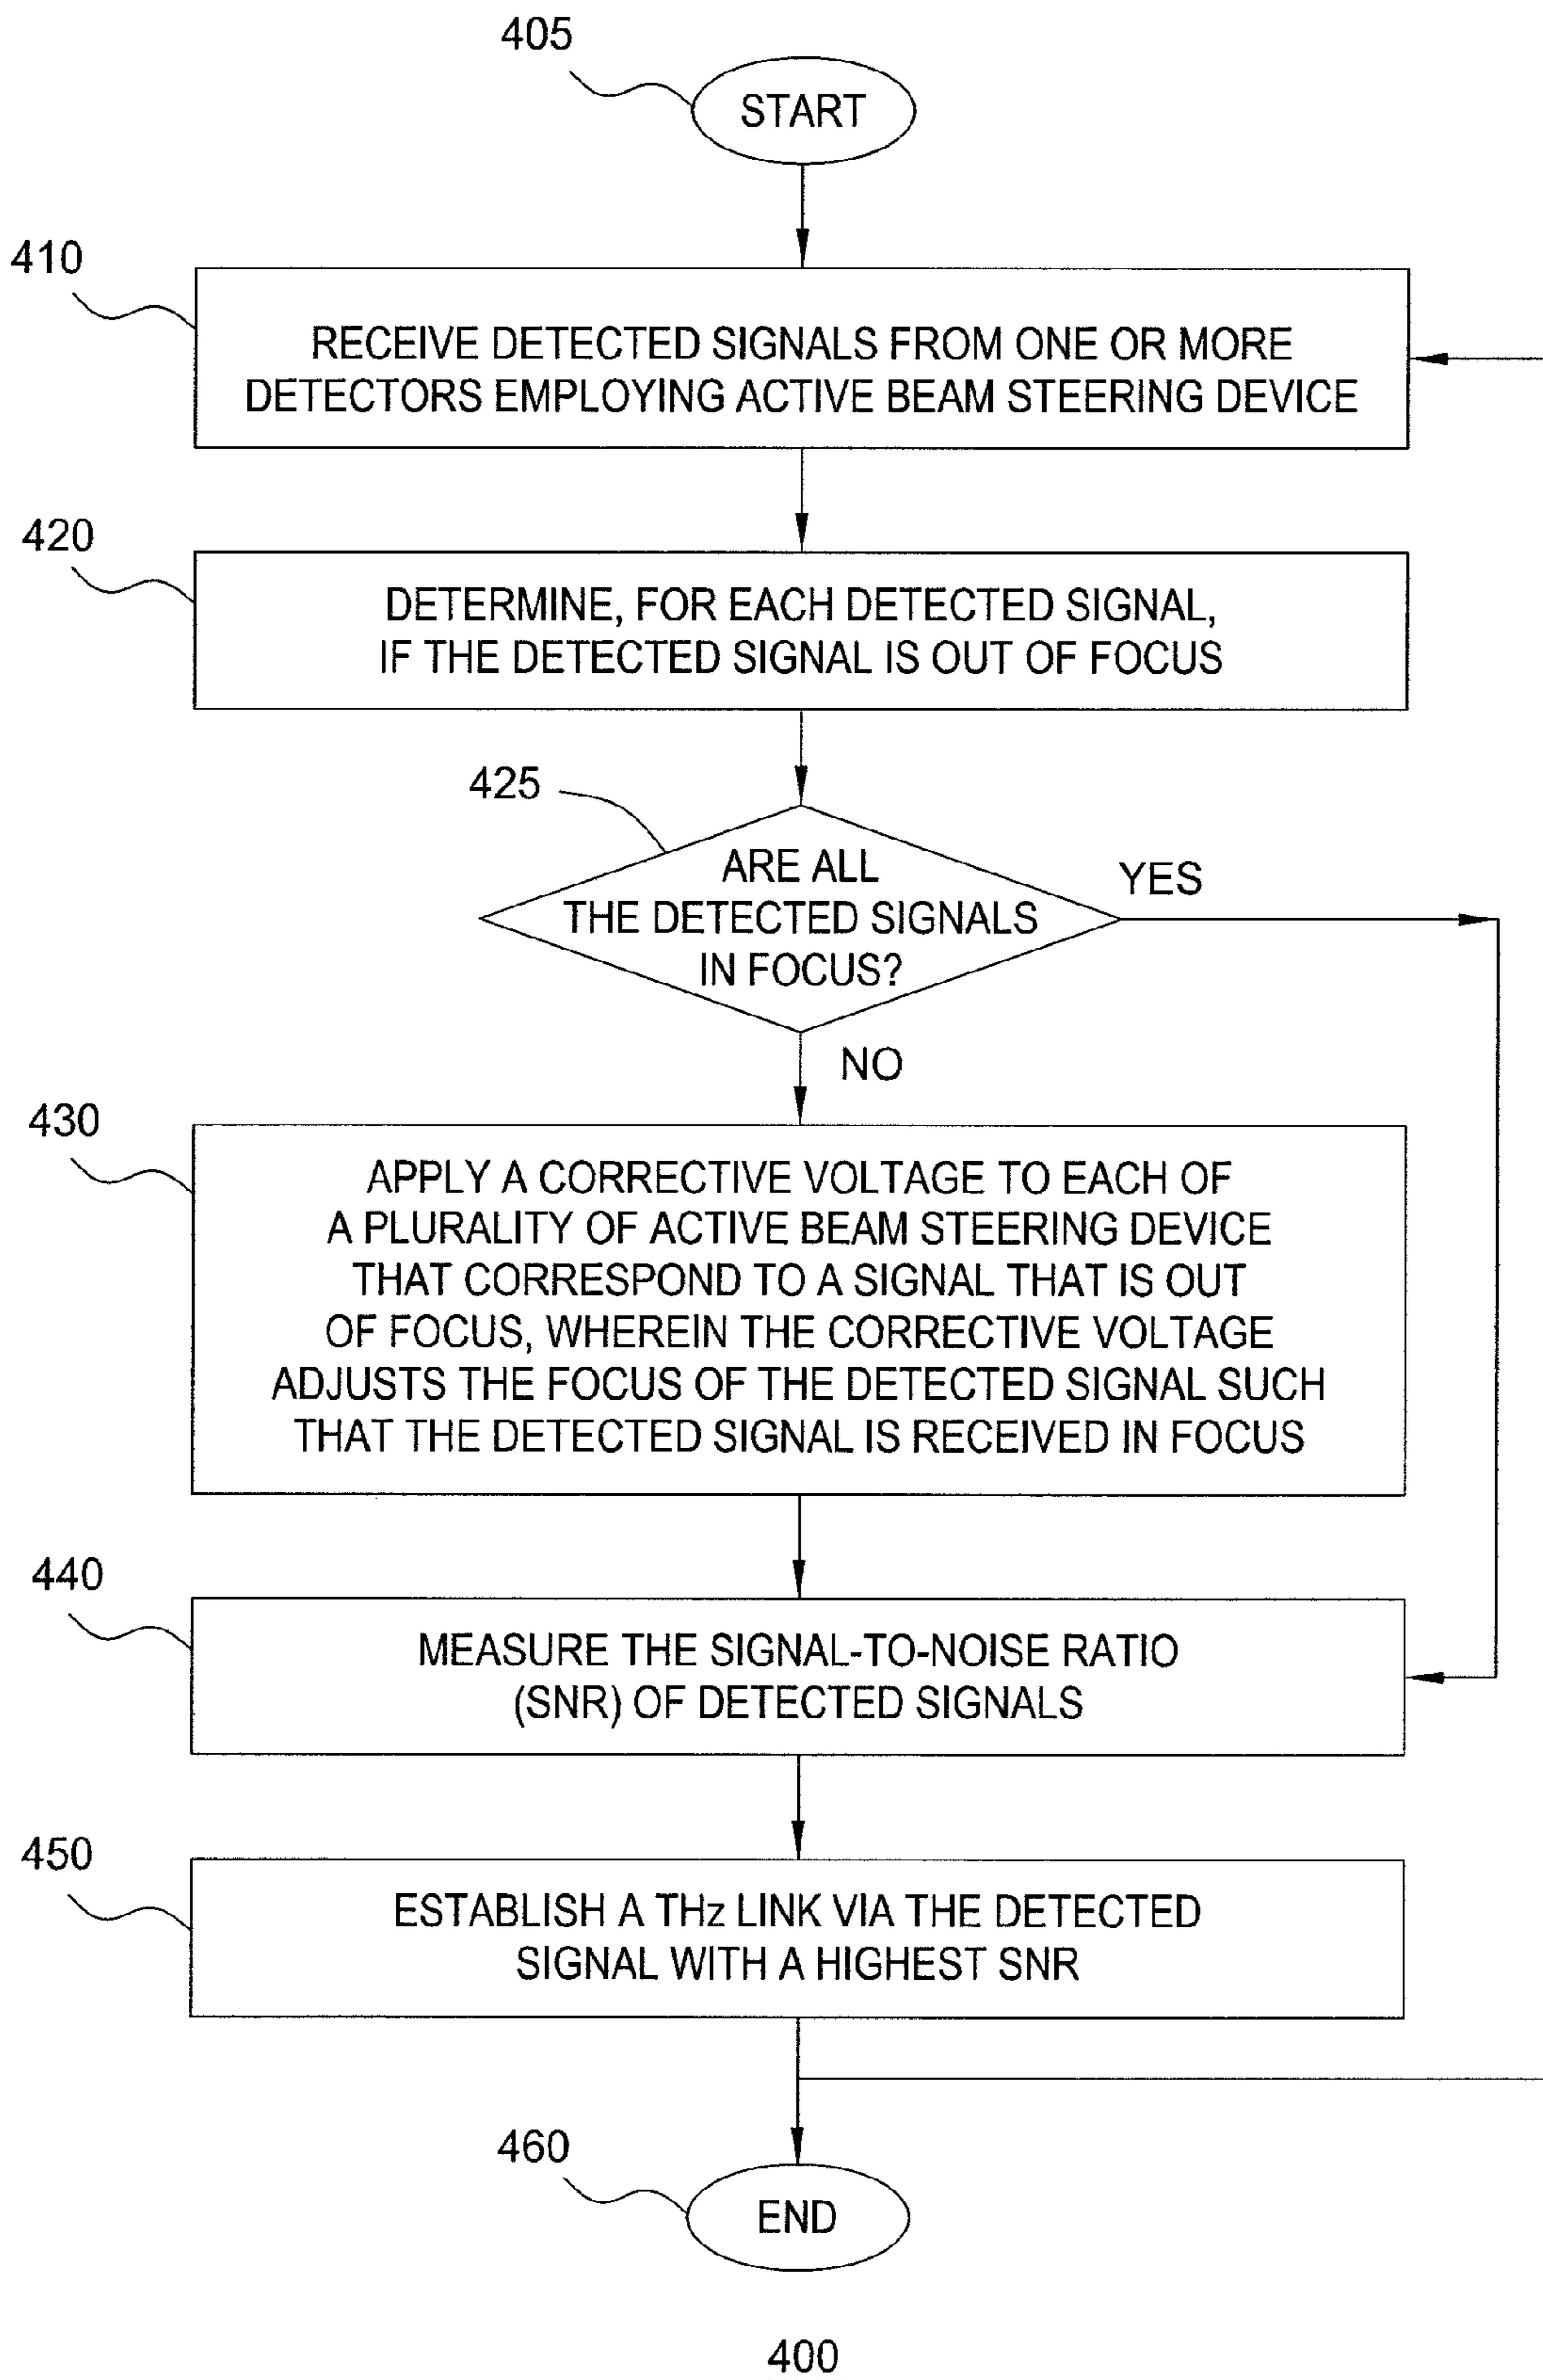 405
START
410
RECEIVE DETECTED SIGNALS FROM ONE OR MORE
DETECTORS EMPLOYING ACTIVE BEAM STEERING DEVICE
420
DETERMINE, FOR EACH DETECTED SIGNAL,
IF THE DETECTED SIGNAL IS OUT OF FOCUS
425
ARE ALL
THE DETECTED SIGNALS
IN FOCUS?
YES
NO
430
APPLY A CORRECTIVE VOLTAGE TO EACH OF
A PLURALITY OF ACTIVE BEAM STEERING DEVICE
THAT CORRESPOND TO A SIGNAL THAT IS OUT
OF FOCUS, WHEREIN THE CORRECTIVE VOLTAGE
ADJUSTS THE FOCUS OF THE DETECTED SIGNAL SUCH
THAT THE DETECTED SIGNAL IS RECEIVED IN FOCUS
440
MEASURE THE SIGNAL-TO-NOISE RATIO
(SNR) OF DETECTED SIGNALS
450
ESTABLISH A THz LINK VIA THE DETECTED
SIGNAL WITH A HIGHEST SNR
460
END
400